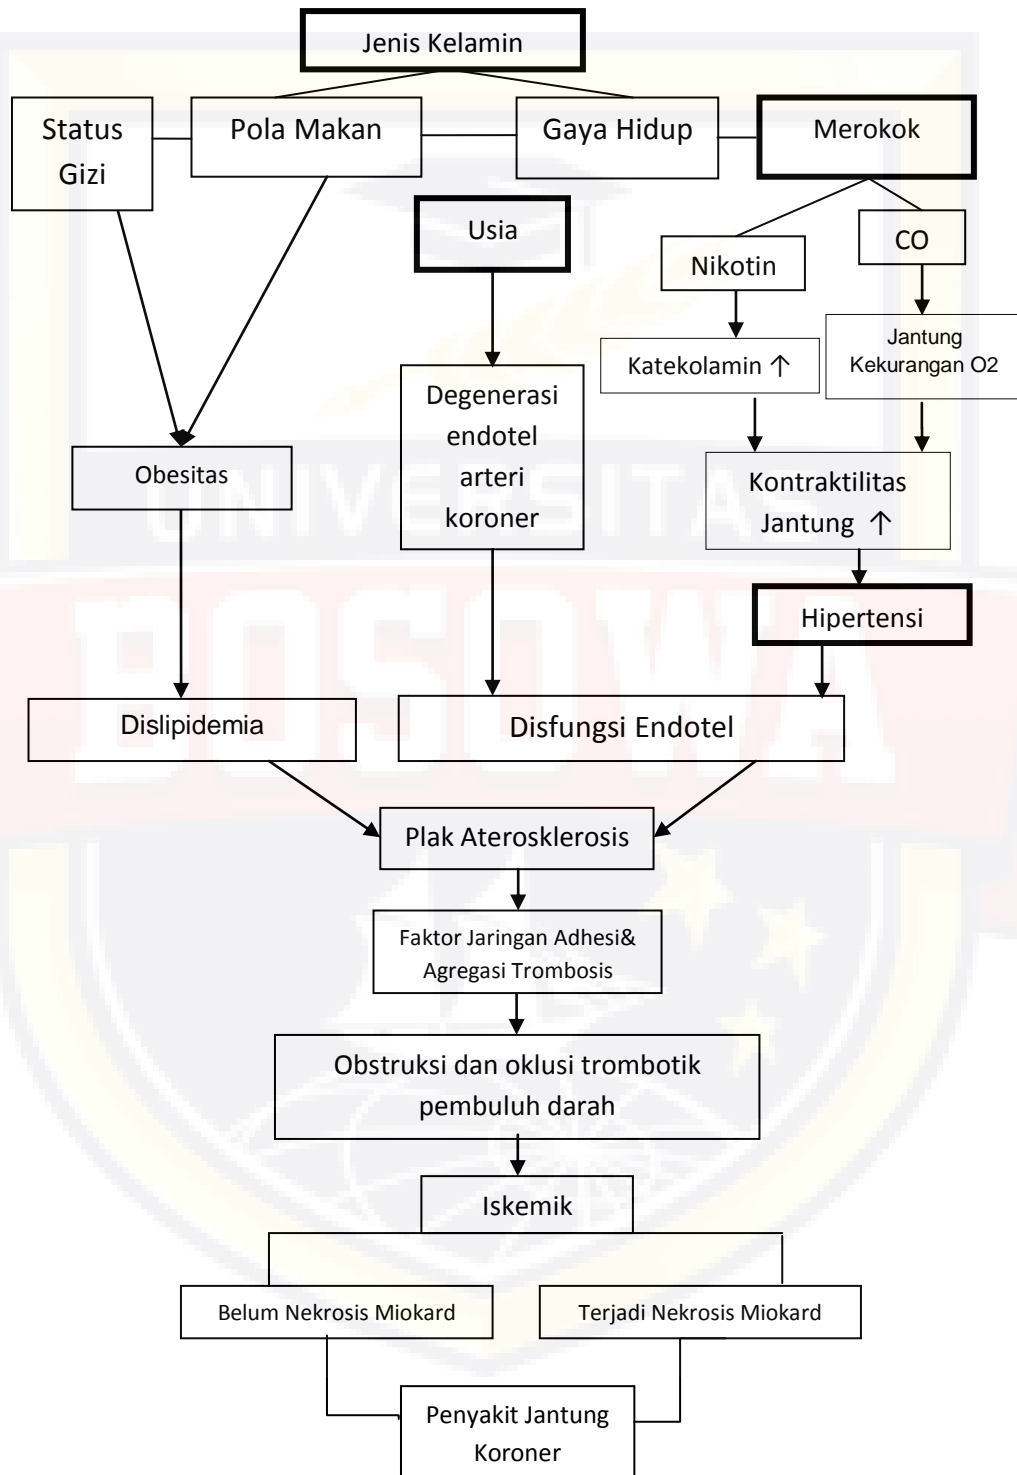 Jenis Kelamin
Status
Gizi
Pola Makan
Gaya Hidup
Merokok
Usia
Nikotin
CO
Katekolamin ↑
Jantung
Kekurangan O2
Degenerasi
endotel
arteri
koroner
Obesitas
Kontraktilitas
Jantung ↑
Hipertensi
Dislipidemia
Disfungsi Endotel
Plak Aterosklerosis
Faktor Jaringan Adhesi&
Agregasi Trombosis
Obstruksi dan oklusi trombotik
pembuluh darah
Iskemik
Belum Nekrosis Miokard
Terjadi Nekrosis Miokard
Penyakit Jantung
Koroner
UNIVERSITAS
BOSOWA